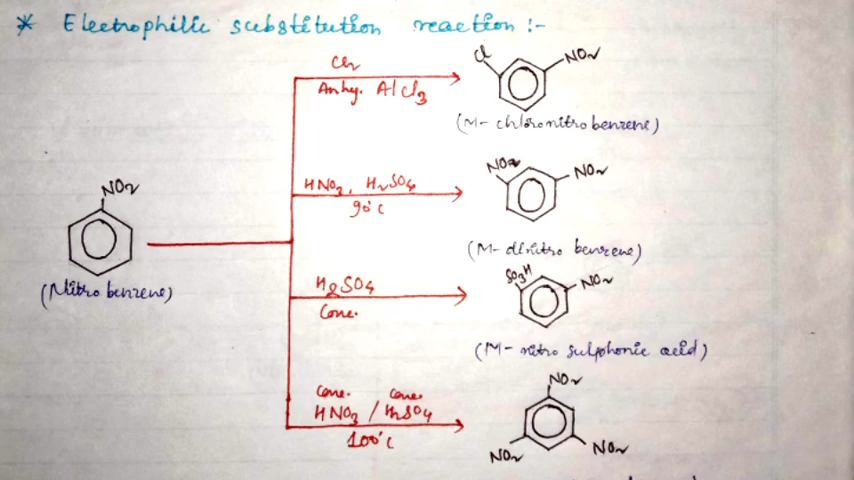 * Electrophilic substitution reaction :-
Cl2
Anhy. AlCl3
Cl
NO2
(M- chloronitrobenzene)
HNO3, H2SO4
90°C
NO2
NO2
(M- dinitro benzene)
NO2
(Nitro benzene)
H2SO4
Conc.
SO3H
NO2
(M- nitro sulphonic acid)
Conc. Conc.
HNO3 / H2SO4
100°C
NO2
NO2
NO2